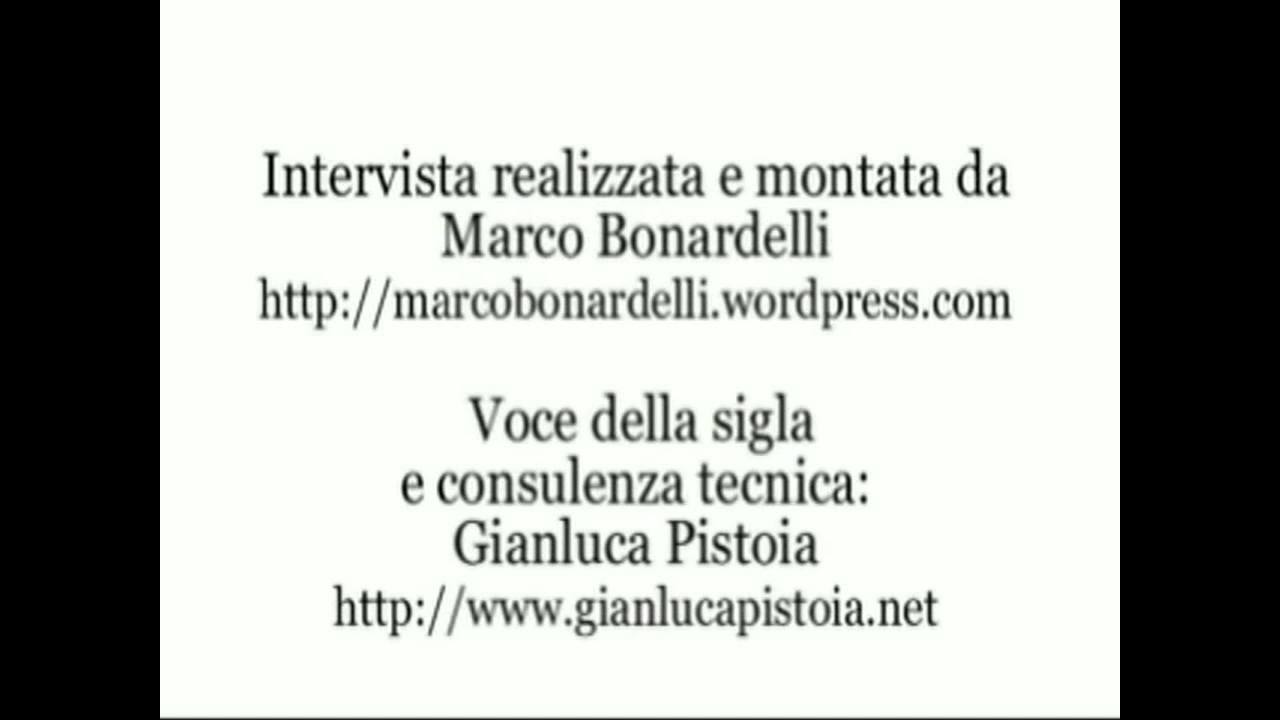 Intervista realizzata e montata da
Marco Bonardelli
http://marcobonardelli.wordpress.com
Voce della sigla
e consulenza tecnica:
Gianluca Pistoia
http://www.gianlucapistoia.net